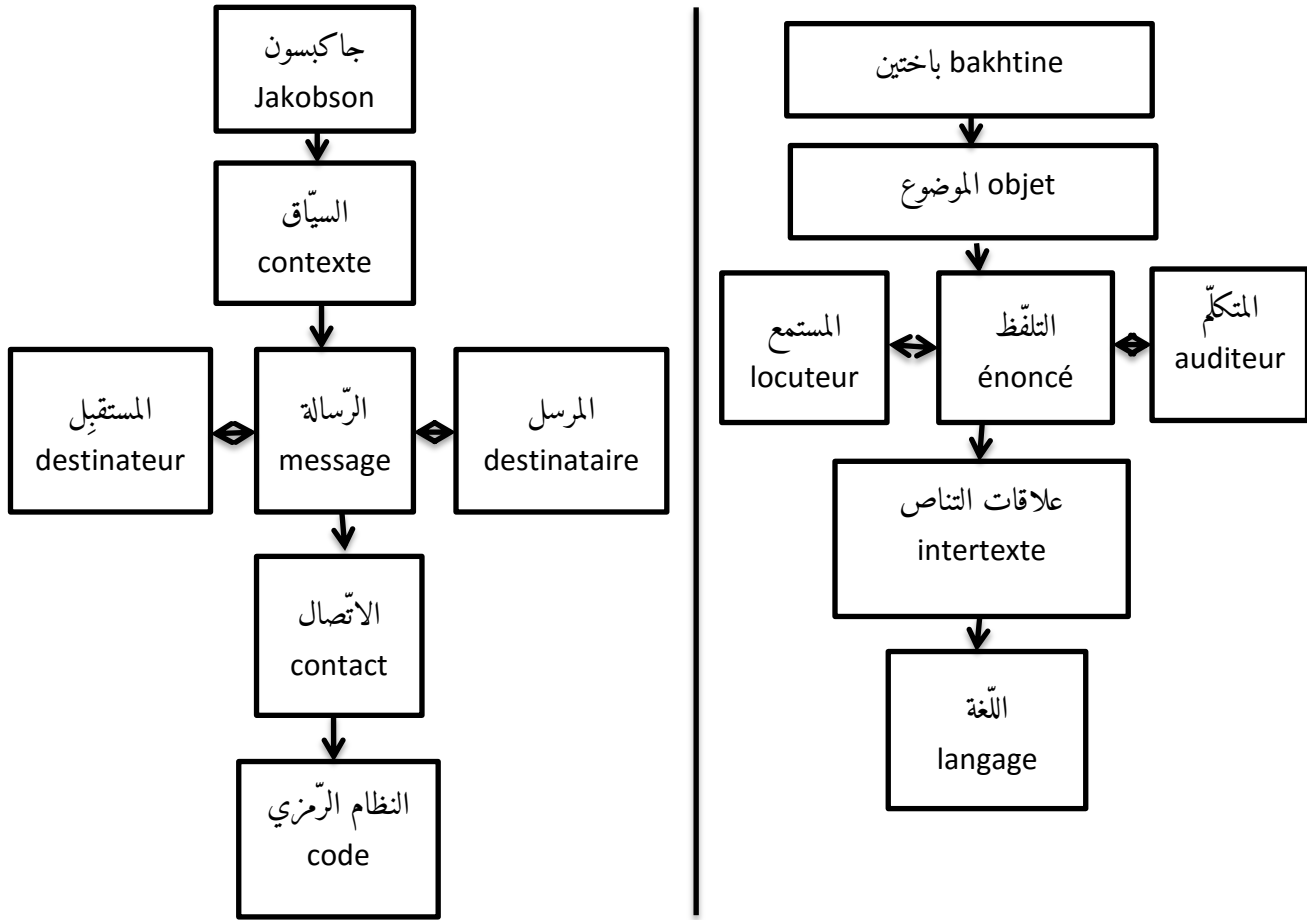 جاكبسون
Jakobson
السيّاق
contexte
المستقبِل
destinateur
الرّسالة
message
المرسل
destinataire
الاتّصال
contact
النظام الرّمزي
code
باختين bakhtine
الموضوع objet
المستمع
locuteur
التلفّظ
énoncé
المتكلّم
auditeur
علاقات التناص
intertexte
اللّغة
langage